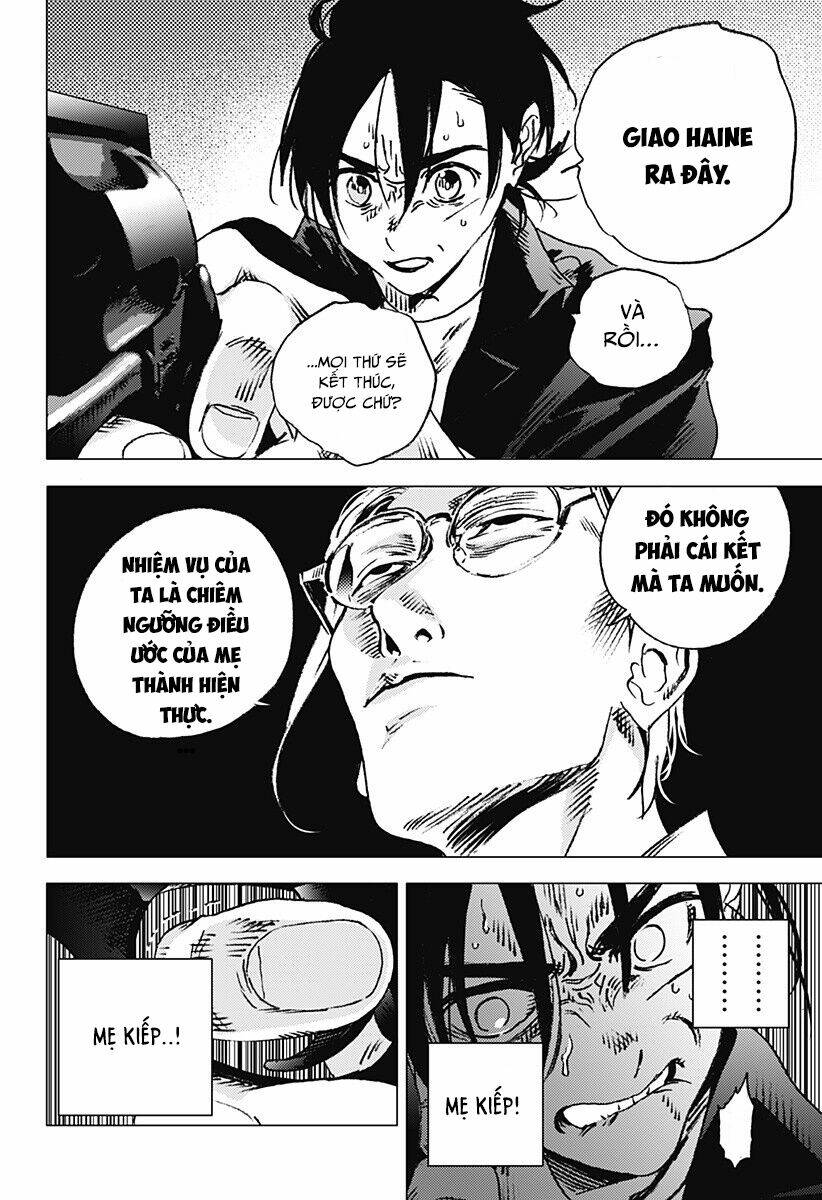 GIAO HAINE
RA ĐÂY.
VÀ
RỒI...
...MỌI THỨ SẼ
KẾT THÚC,
ĐƯỢC CHỨ?
ĐÓ KHÔNG
PHẢI CÁI KẾT
MÀ TA MUỐN.
NHIỆM VỤ CỦA
TA LÀ CHIÊM
NGƯỠNG ĐIỀU
ƯỚC CỦA MẸ
THÀNH HIỆN
THỰC.
...
.........
MẸ KIẾP!
MẸ KIẾP..!